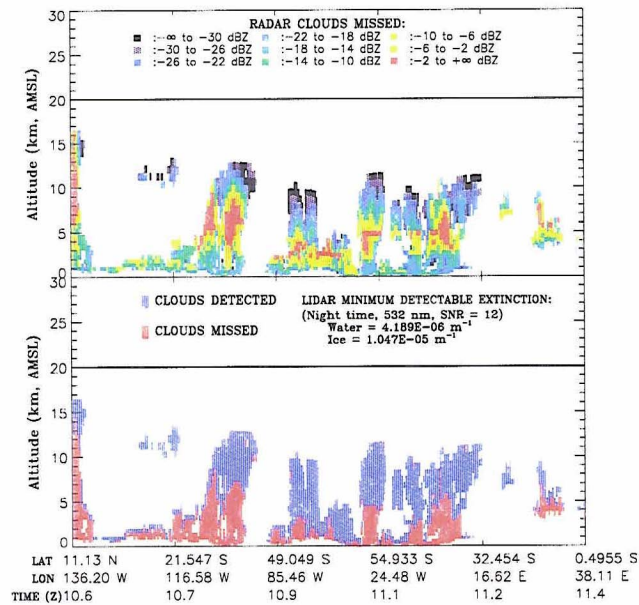 RADAR CLOUDS MISSED:
:-∞ to -30 dBZ :-22 to -18 dBZ :-10 to -6 dBZ
:-30 to -26 dBZ :-18 to -14 dBZ :-6 to -2 dBZ
:-26 to -22 dBZ :-14 to -10 dBZ :-2 to +∞ dBZ
Altitude (km, AMSL)
30
20
10
5
0
30
CLOUDS DETECTED
CLOUDS MISSED
LIDAR MINIMUM DETECTABLE EXTINCTION:
(Night time, 532 nm, SNR = 12)
Water = 4.189E-06 m⁻¹
Ice = 1.047E-05 m⁻¹
Altitude (km, AMSL)
20
10
5
0
LAT 11.13 N 21.547 S 49.049 S 54.933 S 32.454 S 0.4955 S
LON 136.20 W 116.58 W 85.46 W 24.48 W 16.62 E 38.11 E
TIME (Z) 10.6 10.7 10.9 11.1 11.2 11.4